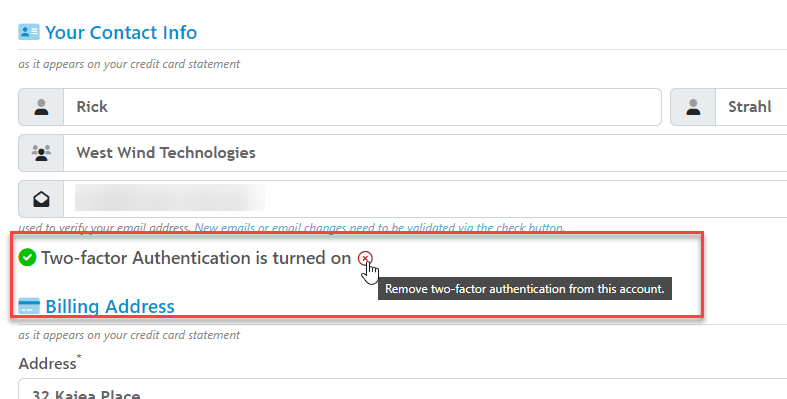 Your Contact Info
as it appears on your credit card statement
Rick
Strahl
West Wind Technologies
used to verify your email address. New emails or email changes need to be validated via the check button.
Two-factor Authentication is turned on
Remove two-factor authentication from this account.
Billing Address
as it appears on your credit card statement
Address*
32 Kaiea Place